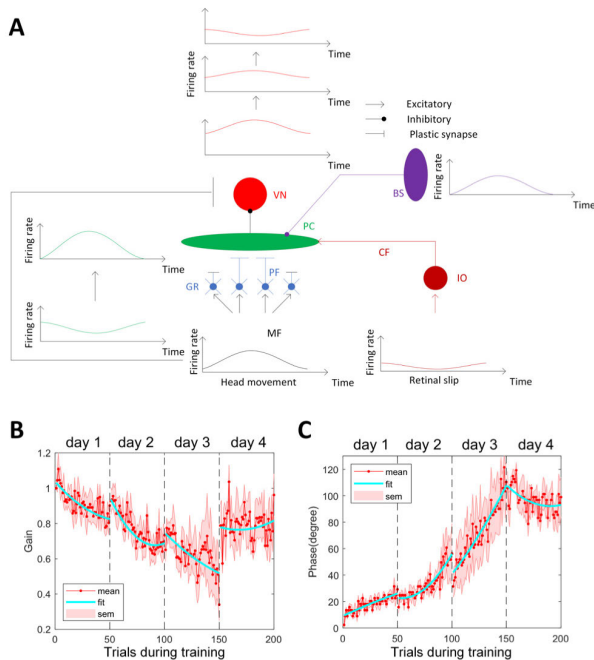 A
Firing rate
Time
Firing rate
Time
Firing rate
Time
Excitatory
Inhibitory
Plastic synapse
VN
BS
Firing rate
Time
PC
Firing rate
Time
CF
GR
PF
IO
Firing rate
Time
MF
Firing rate
Time
Head movement
Firing rate
Time
Retinal slip
B
day 1 day 2 day 3 day 4
1.2
1
0.8
0.6
0.4
0.2
Gain
mean
fit
sem
0 50 100 150 200
Trials during training
C
day 1 day 2 day 3 day 4
120
100
80
60
40
20
0
Phase(degree)
mean
fit
sem
0 50 100 150 200
Trials during training